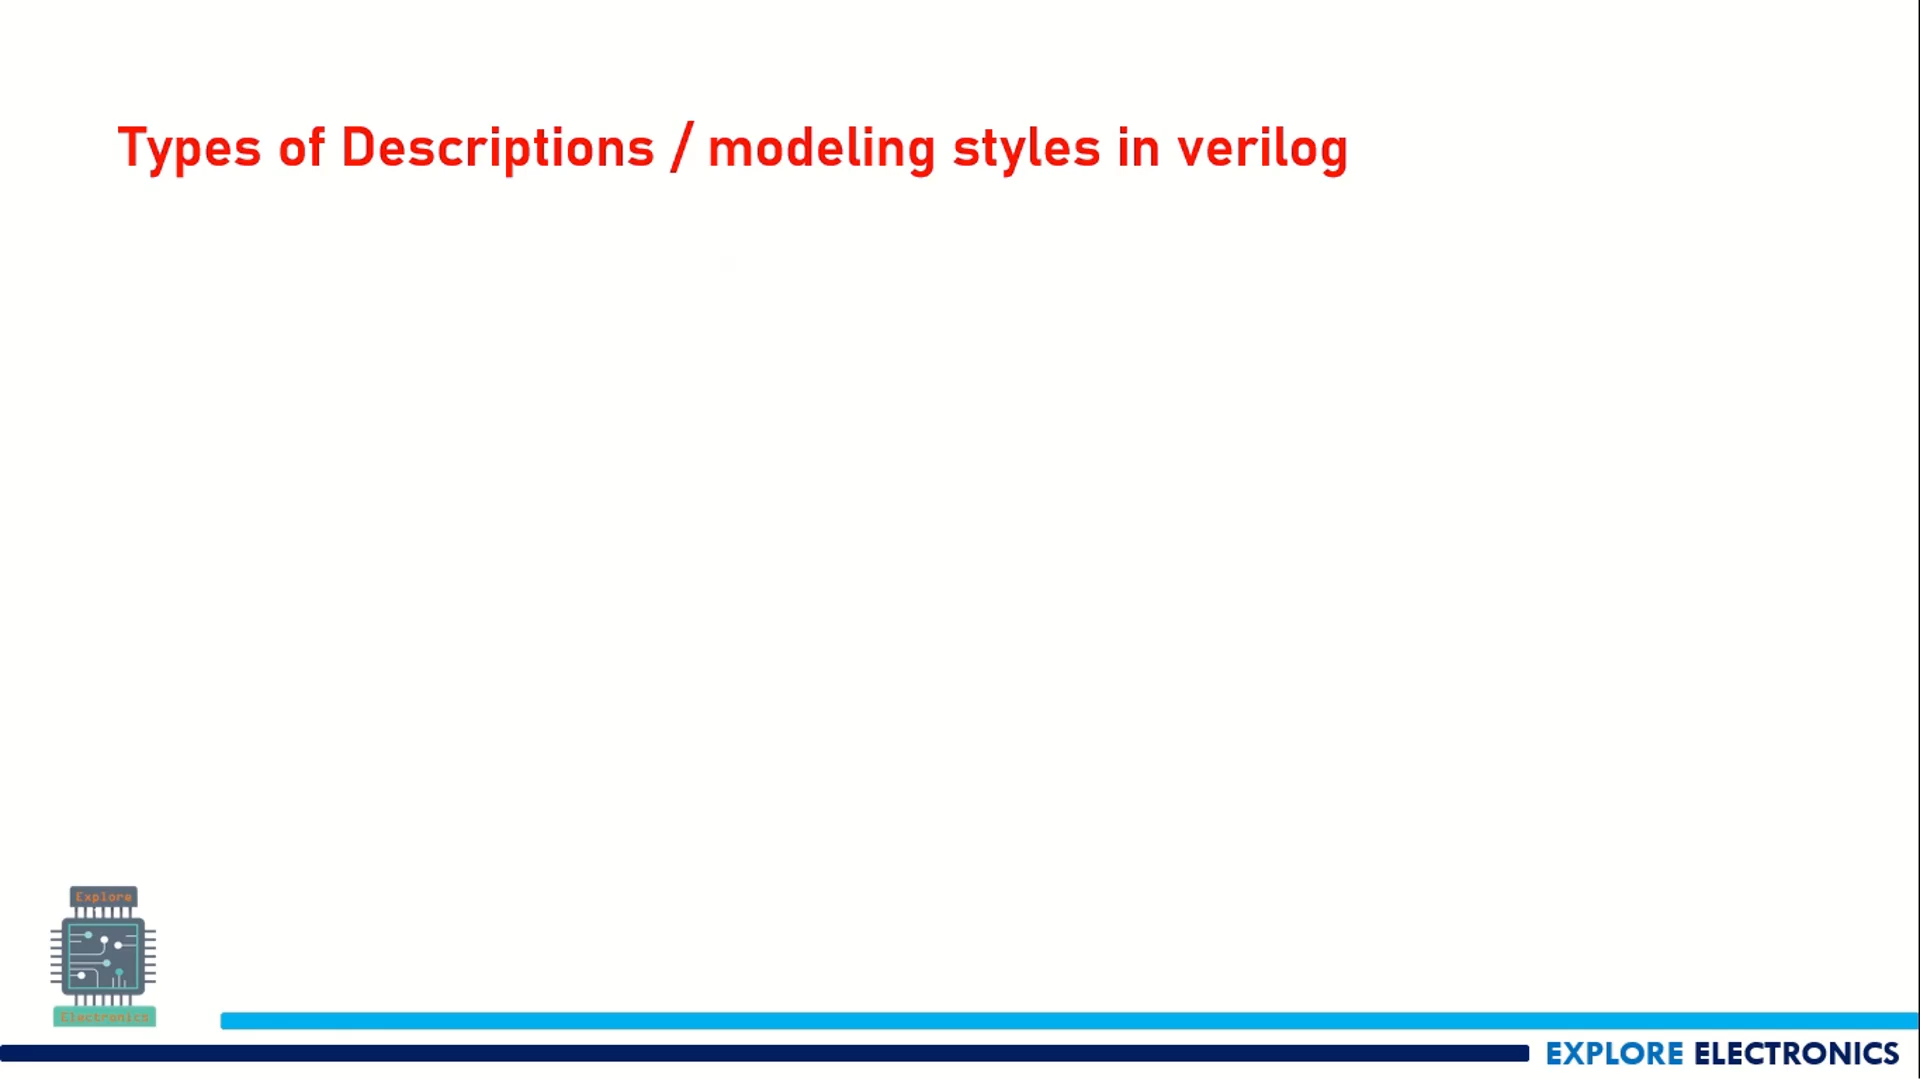 Types of Descriptions / modeling styles in verilog
Explore
Electronics
EXPLORE ELECTRONICS